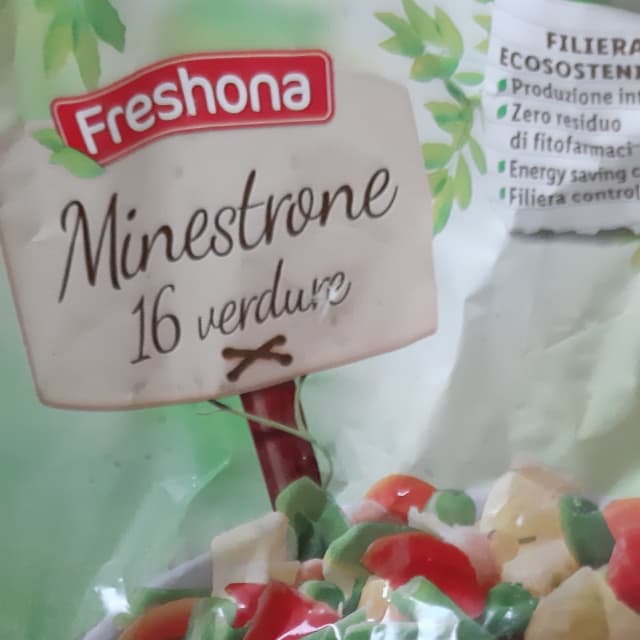 Freshona
Minestrone
16 verdure
FILIERA
ECOSOSTENI
Produzione int
Zero residuo
di fitofarmaci
Energy saving c
Filiera control